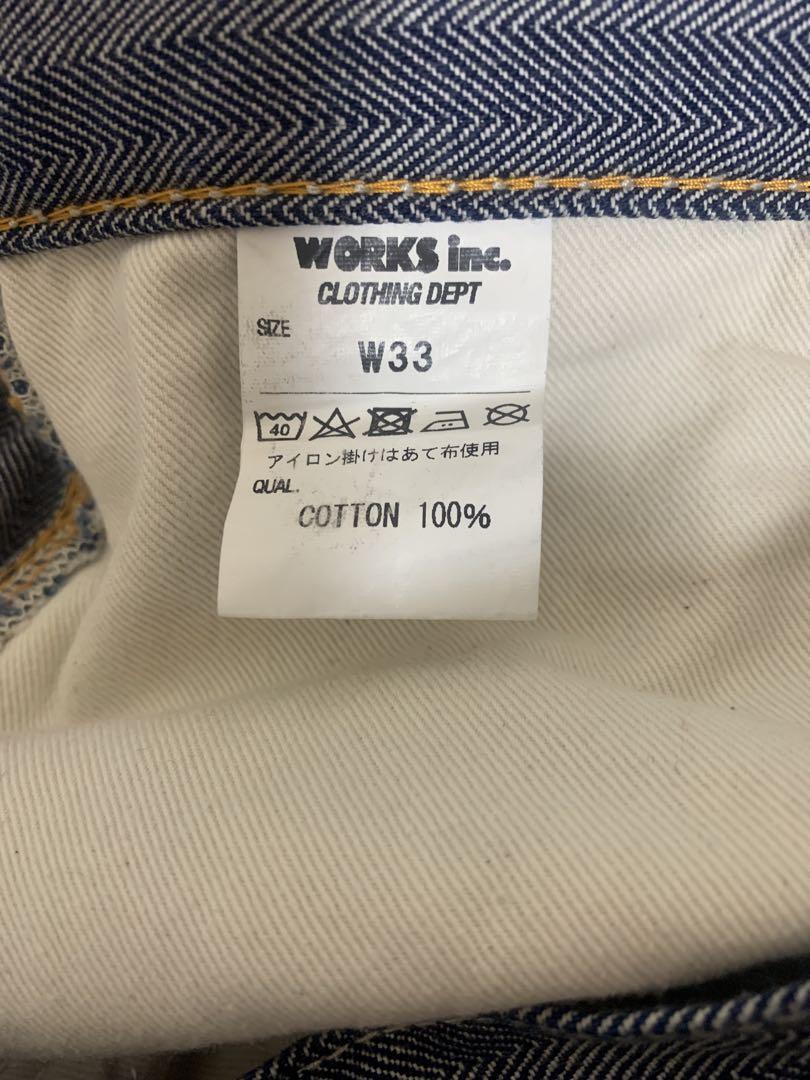 WORKS inc.
CLOTHING DEPT
SIZE
W33
40
アイロン掛けはあて布使用
QUAL.
COTTON 100%